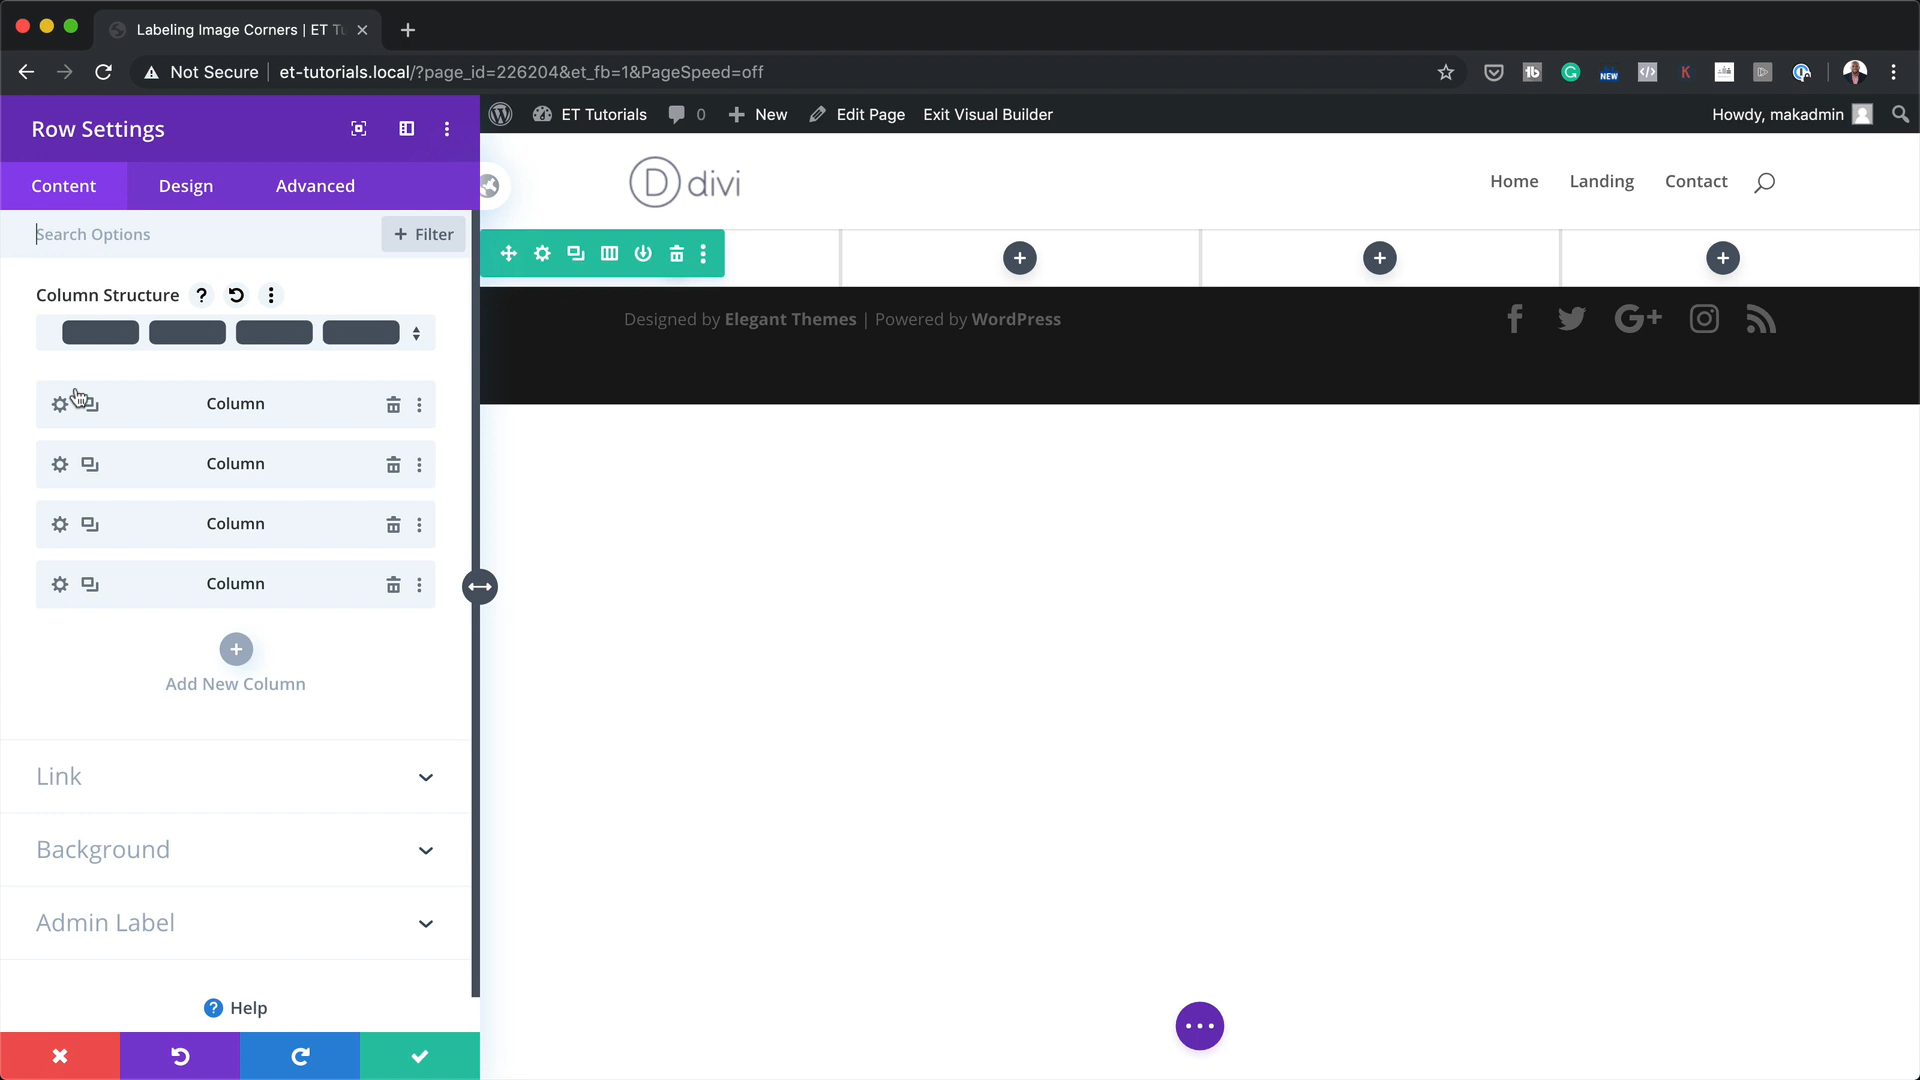 Labeling Image Corners | ET Tu
Not Secure
et-tutorials.local/?page_id=226204&et_fb=1&PageSpeed=off
NEW
Row Settings
ET Tutorials
0
New
Edit Page
Exit Visual Builder
Howdy, makadmin
Content
Design
Advanced
divi
Home
Landing
Contact
Search Options
+ Filter
Column Structure
Column
Column
Column
Column
Add New Column
Designed by Elegant Themes | Powered by WordPress
Link
Background
Admin Label
Help